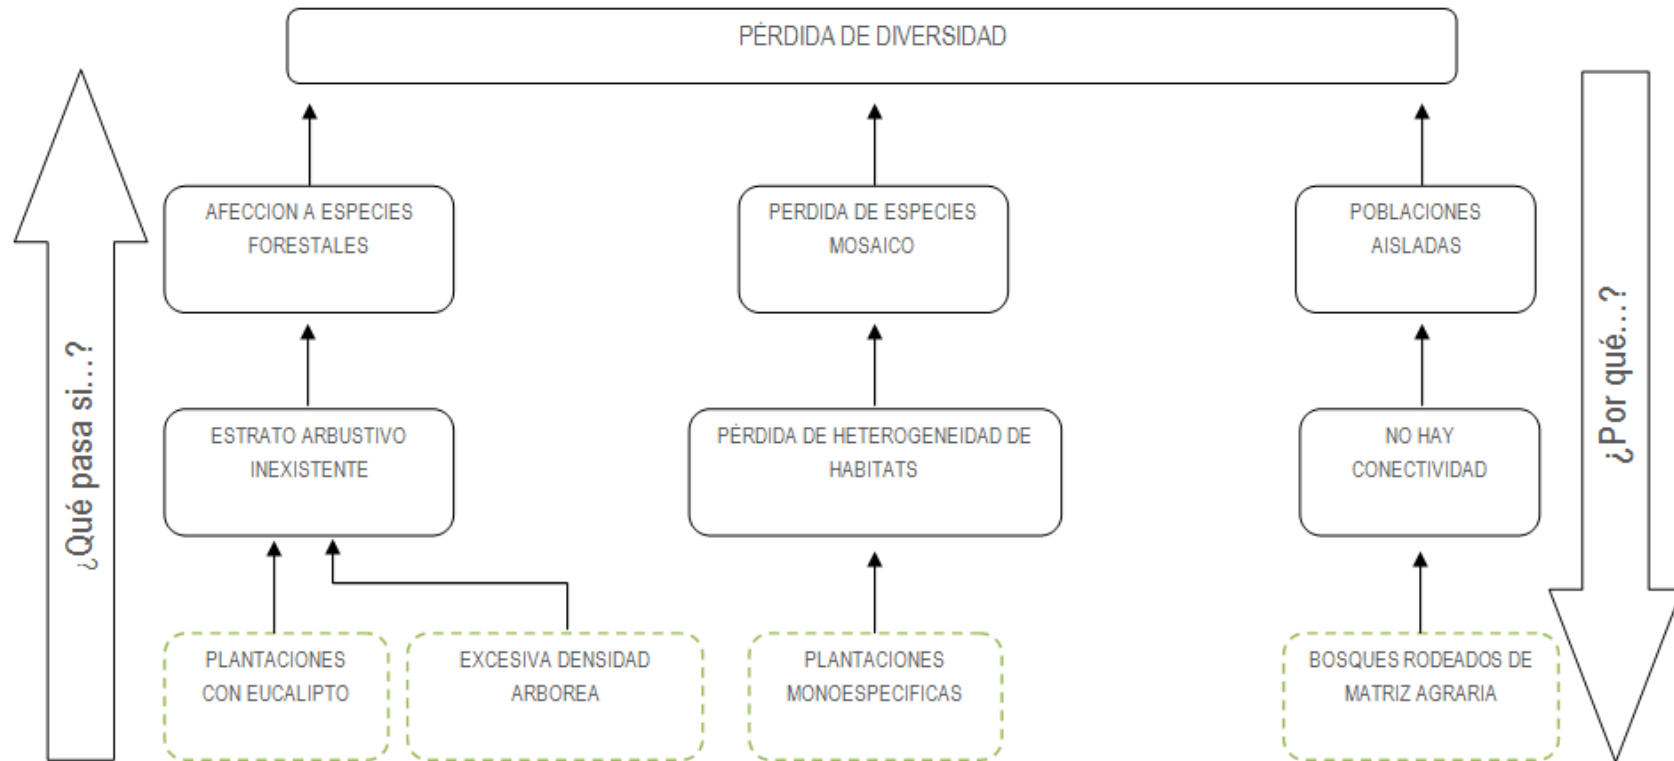 PÉRDIDA DE DIVERSIDAD
AFECCION A ESPECIES
FORESTALES
PERDIDA DE ESPECIES
MOSAICO
POBLACIONES
AISLADAS
¿Qué pasa si...?
¿Por qué...?
ESTRATO ARBUSTIVO
INEXISTENTE
PÉRDIDA DE HETEROGENEIDAD DE
HABITATS
NO HAY
CONECTIVIDAD
PLANTACIONES
CON EUCALIPTO
EXCESIVA DENSIDAD
ARBOREA
PLANTACIONES
MONOESPECIFICAS
BOSQUES RODEADOS DE
MATRIZ AGRARIA